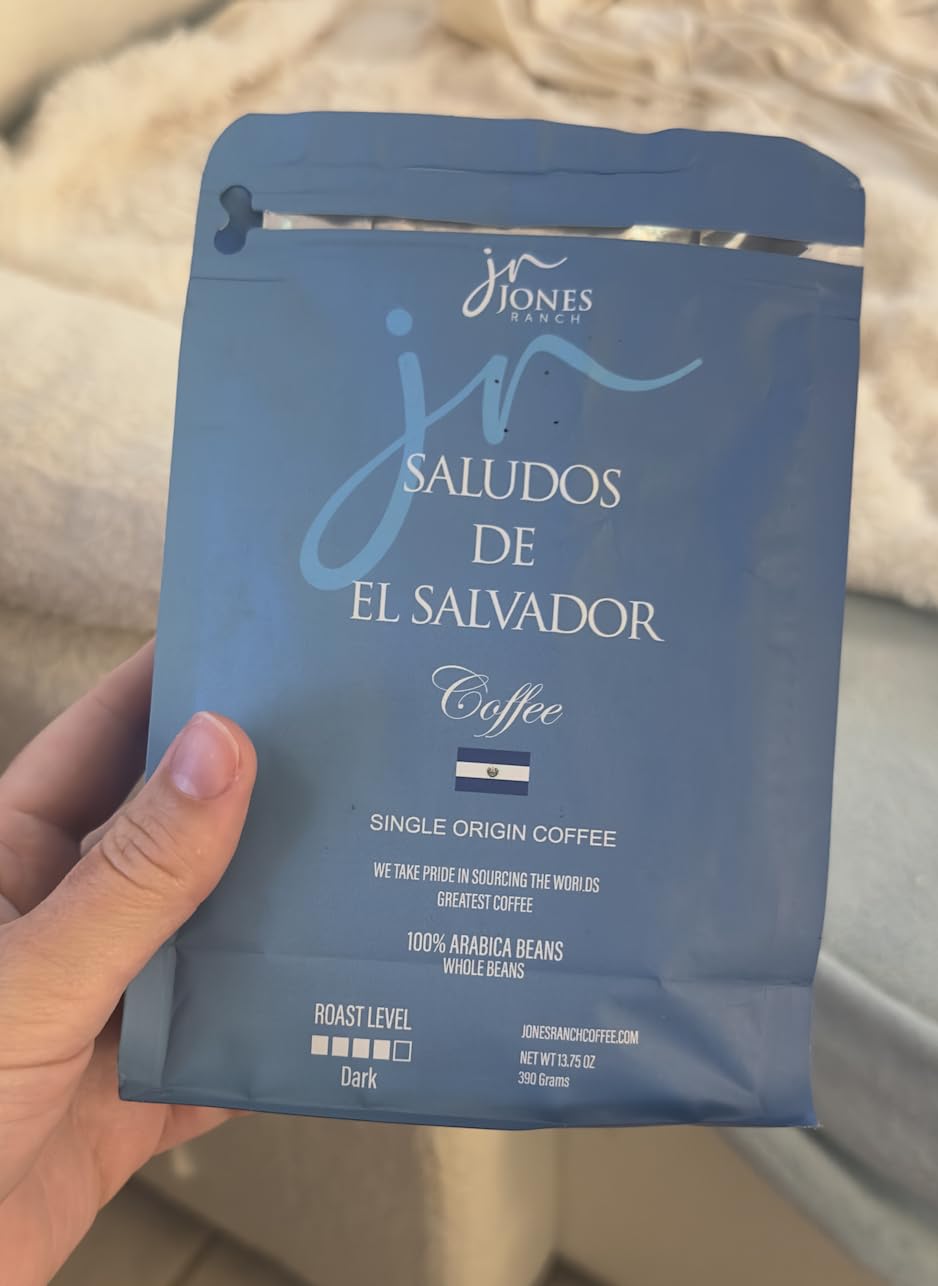 jr
JONES
RANCH
jr
SALUDOS
DE
EL SALVADOR
Coffee
SINGLE ORIGIN COFFEE
WE TAKE PRIDE IN SOURCING THE WORLDS
GREATEST COFFEE
100% ARABICA BEANS
WHOLE BEANS
ROAST LEVEL
Dark
JONESRANCHCOFFEE.COM
NET WT 13.75 OZ
390 Grams